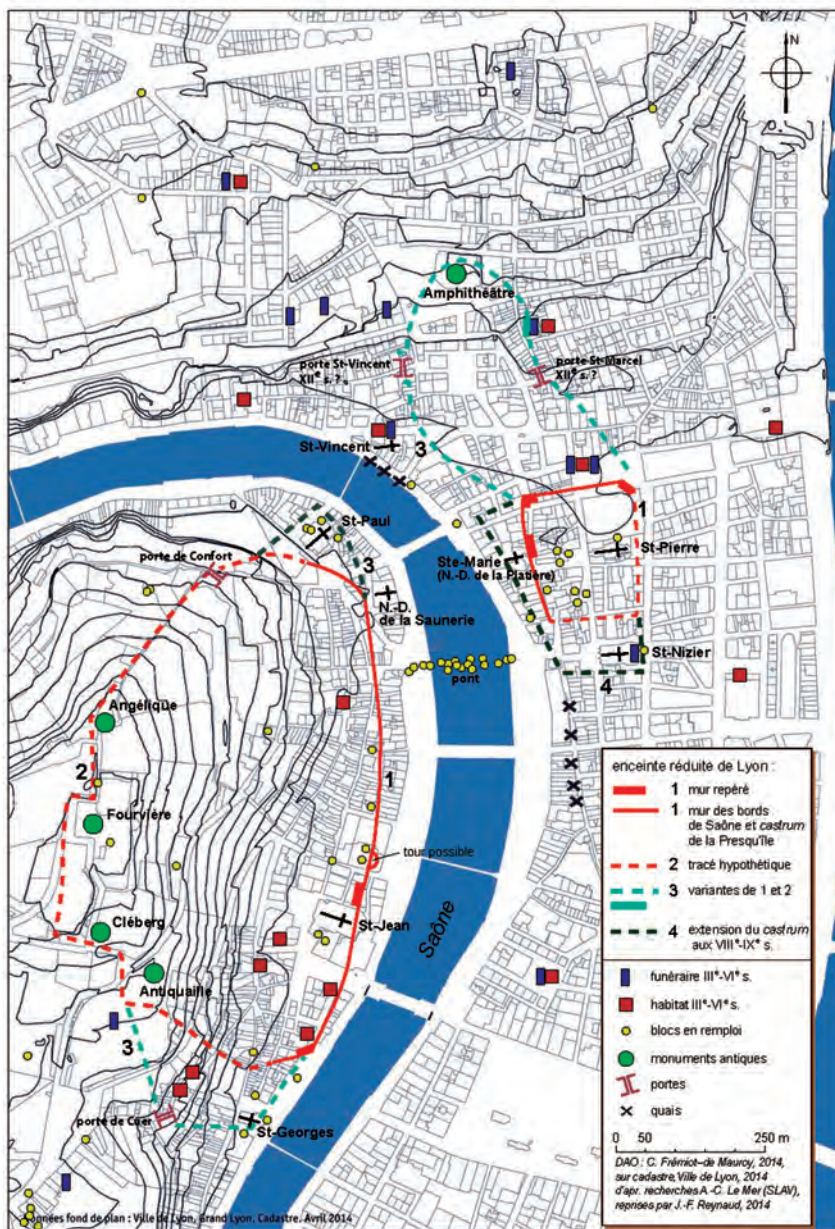 N
Amphithéâtre
porte St-Vincent
XIIe s. ?
porte St-Marcel
XIIe s. ?
St-Vincent
3
1
St-Paul
porte de Confort
3
Ste-Marie
(N.-D. de la Platière)
St-Pierre
N.-D.
de la Saunerie
St-Nizier
pont
4
Angélique
2
1
Fourvière
tour possible
Cléberg
St-Jean
Saône
Antiquaille
3
porte de Cuer
St-Georges
enceinte réduite de Lyon :
1 mur repéré
1 mur des bords
de Saône et castrum
de la Presqu'île
2 tracé hypothétique
3 variantes de 1 et 2
4 extension du castrum
aux VIIIe-IXe s.
funéraire IIIe-VIe s.
habitat IIIe-VIe s.
blocs en remploi
monuments antiques
portes
quais
0 50 250 m
DAO : C. Frémiot-de Mauroy, 2014,
sur cadastre, Ville de Lyon, 2014
d'apr. recherches A.-C. Le Mer (SLAV),
reprises par J.-F. Reynaud, 2014
Données fond de plan : Ville de Lyon, Grand Lyon, Cadastre. Avril 2014